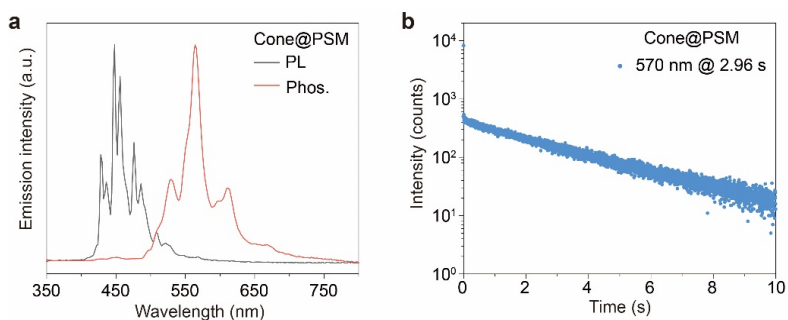 a
Cone@PSM
PL
Phos.
Emission intensity (a.u.)
350 450 550 650 750
Wavelength (nm)
b
Cone@PSM
570 nm @ 2.96 s
Intensity (counts)
10⁴
10³
10²
10¹
10⁰
0 2 4 6 8 10
Time (s)